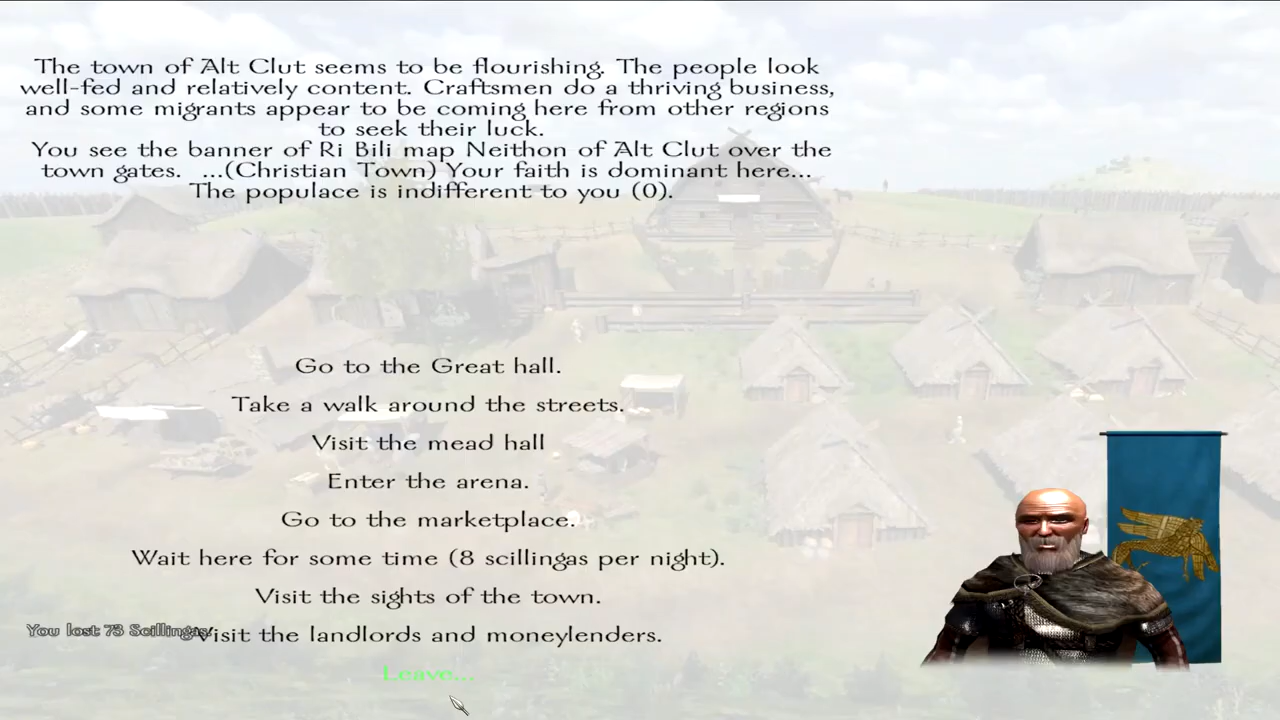 The town of Alt Clut seems to be flourishing. The people look
well-fed and relatively content. Craftsmen do a thriving business,
and some migrants appear to be coming here from other regions
to seek their luck.
You see the banner of Ri Bili map Neithon of Alt Clut over the
town gates. ...(Christian Town) Your faith is dominant here...
The populace is indifferent to you (0).
Go to the Great hall.
Take a walk around the streets.
Visit the mead hall
Enter the arena.
Go to the marketplace.
Wait here for some time (8 scillingas per night).
Visit the sights of the town.
You lost 73 Scillingas.
Visit the landlords and moneylenders.
Leave...